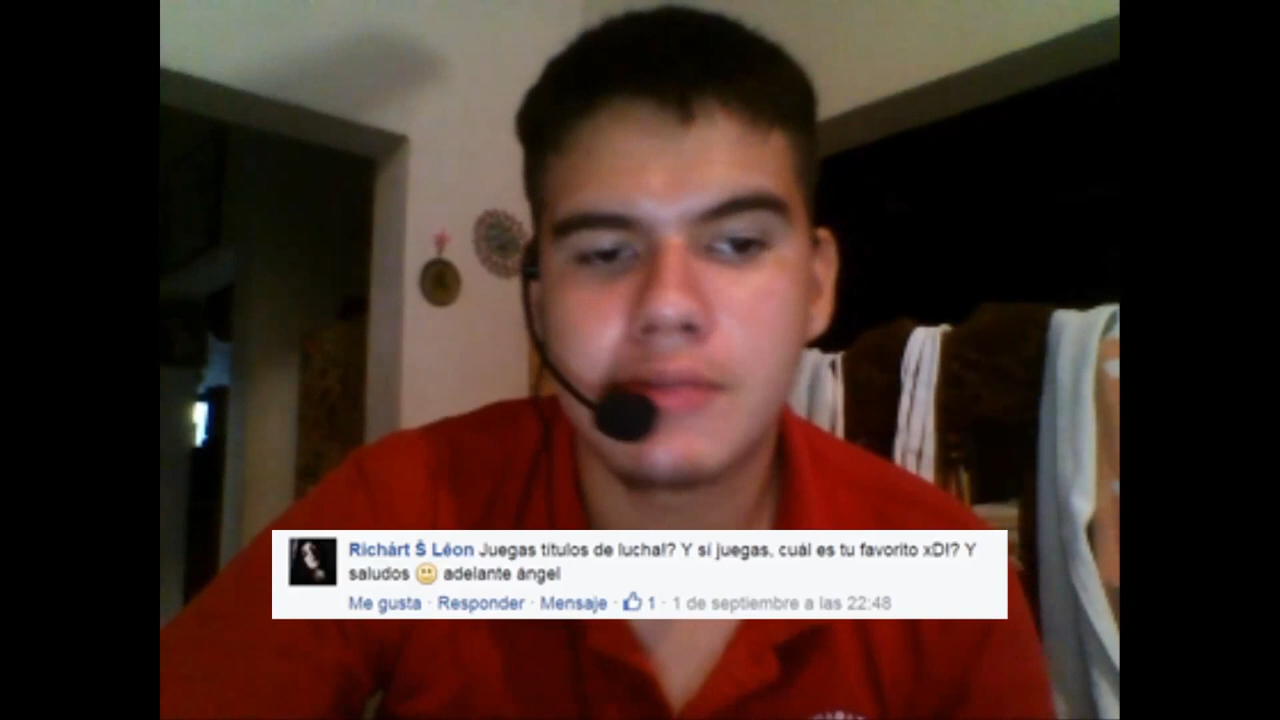 Richárt Ŝ Léon Juegas títulos de lucha!? Y sí juegas, cuál es tu favorito xD!? Y
saludos 🙂 adelante ángel
Me gusta · Responder · Mensaje · 1 · 1 de septiembre a las 22:48